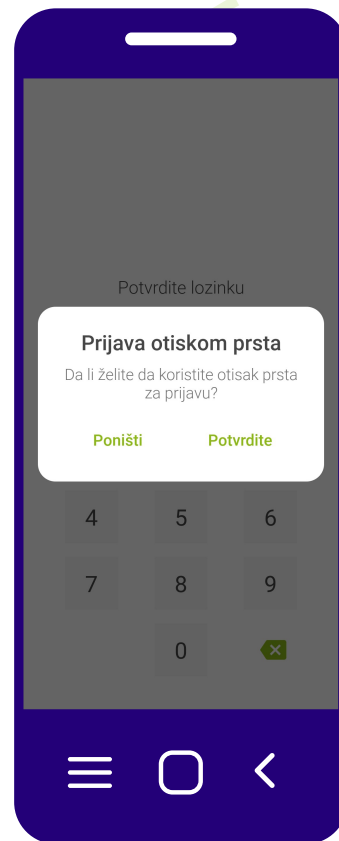 Potvrdite lozinku
Prijava otiskom prsta
Da li želite da koristite otisak prsta
za prijavu?
Poništi Potvrdite
4 5 6
7 8 9
0